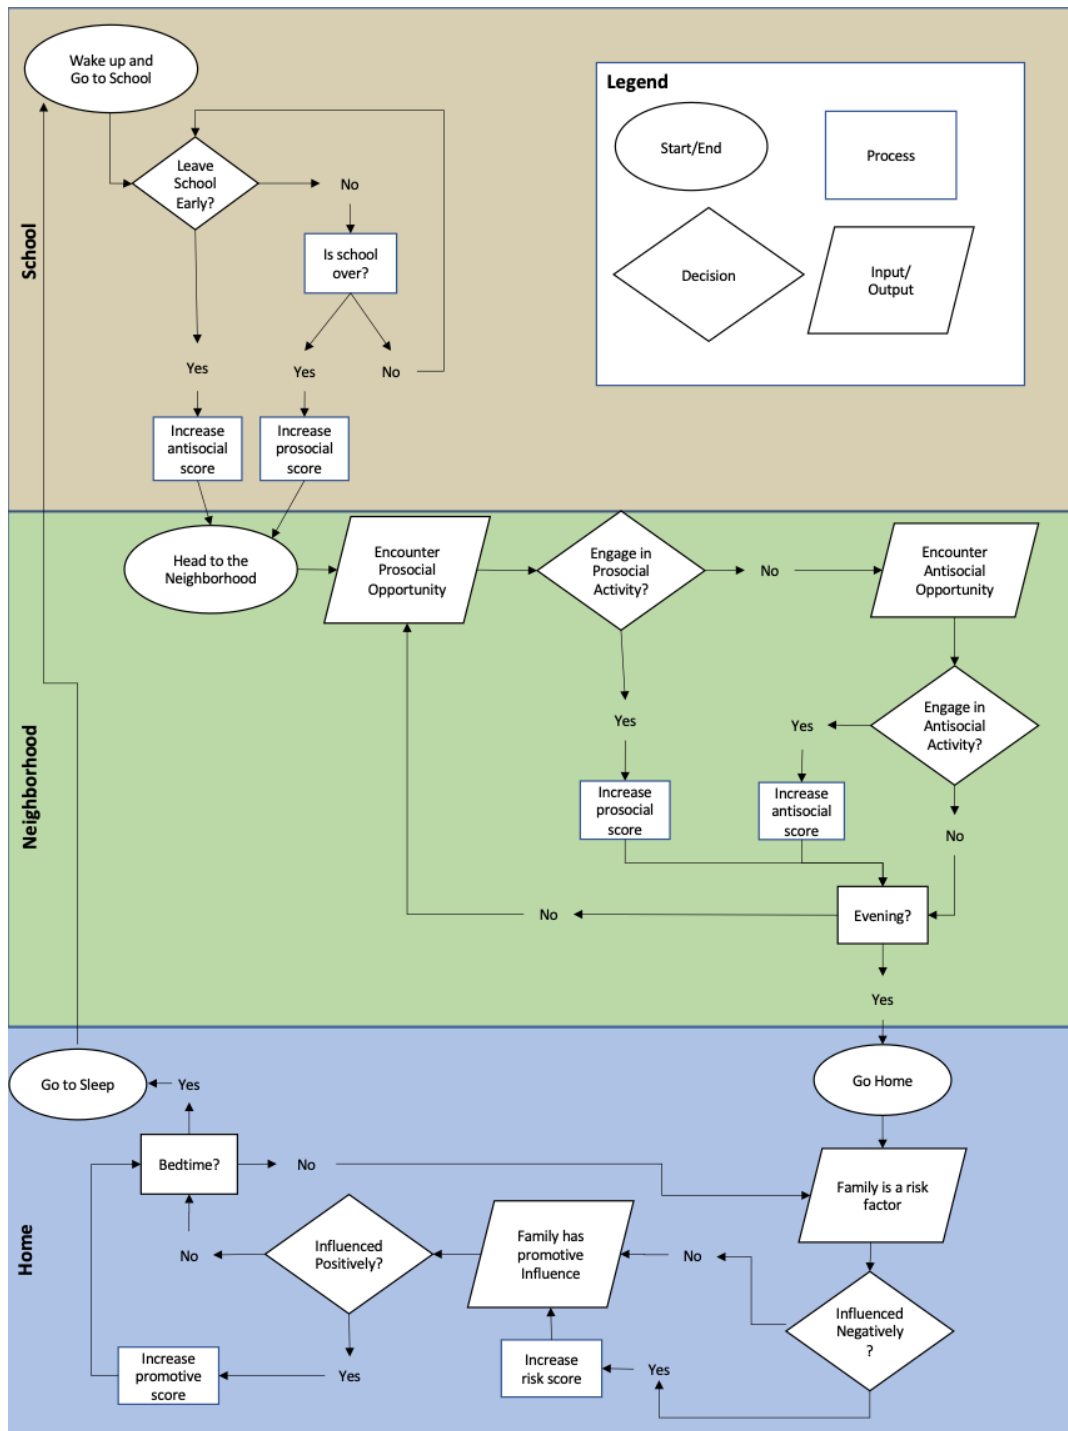 Wake up and
Go to School
Legend
Start/End
Process
Decision
Input/
Output
School
Leave
School
Early?
No
Is school
over?
Yes
Yes
No
Increase
antisocial
score
Increase
prosocial
score
Neighborhood
Head to the
Neighborhood
Encounter
Prosocial
Opportunity
Engage in
Prosocial
Activity?
No
Encounter
Antisocial
Opportunity
Engage in
Antisocial
Activity?
Yes
Yes
Increase
prosocial
score
Increase
antisocial
score
No
Evening?
No
Yes
Home
Go Home
Go to Sleep
Yes
Bedtime?
No
Family is a risk
factor
Influenced
Negatively
?
No
Yes
Increase
risk score
Family has
promotive
Influence
Influenced
Positively?
No
Yes
Increase
promotive
score